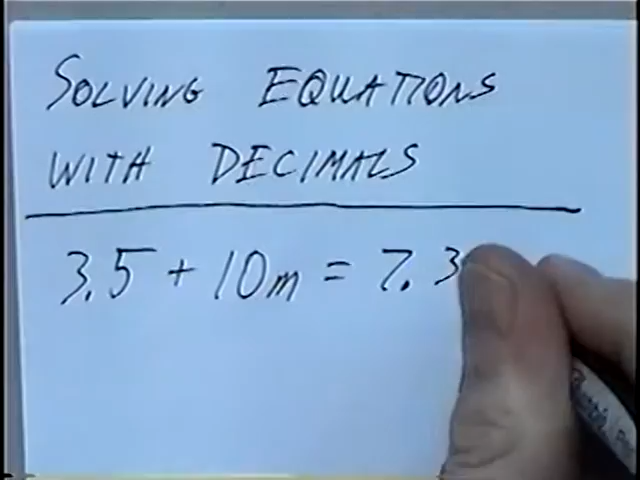 SOLVING EQUATIONS
WITH DECIMALS
3.5 + 10m = 7.3